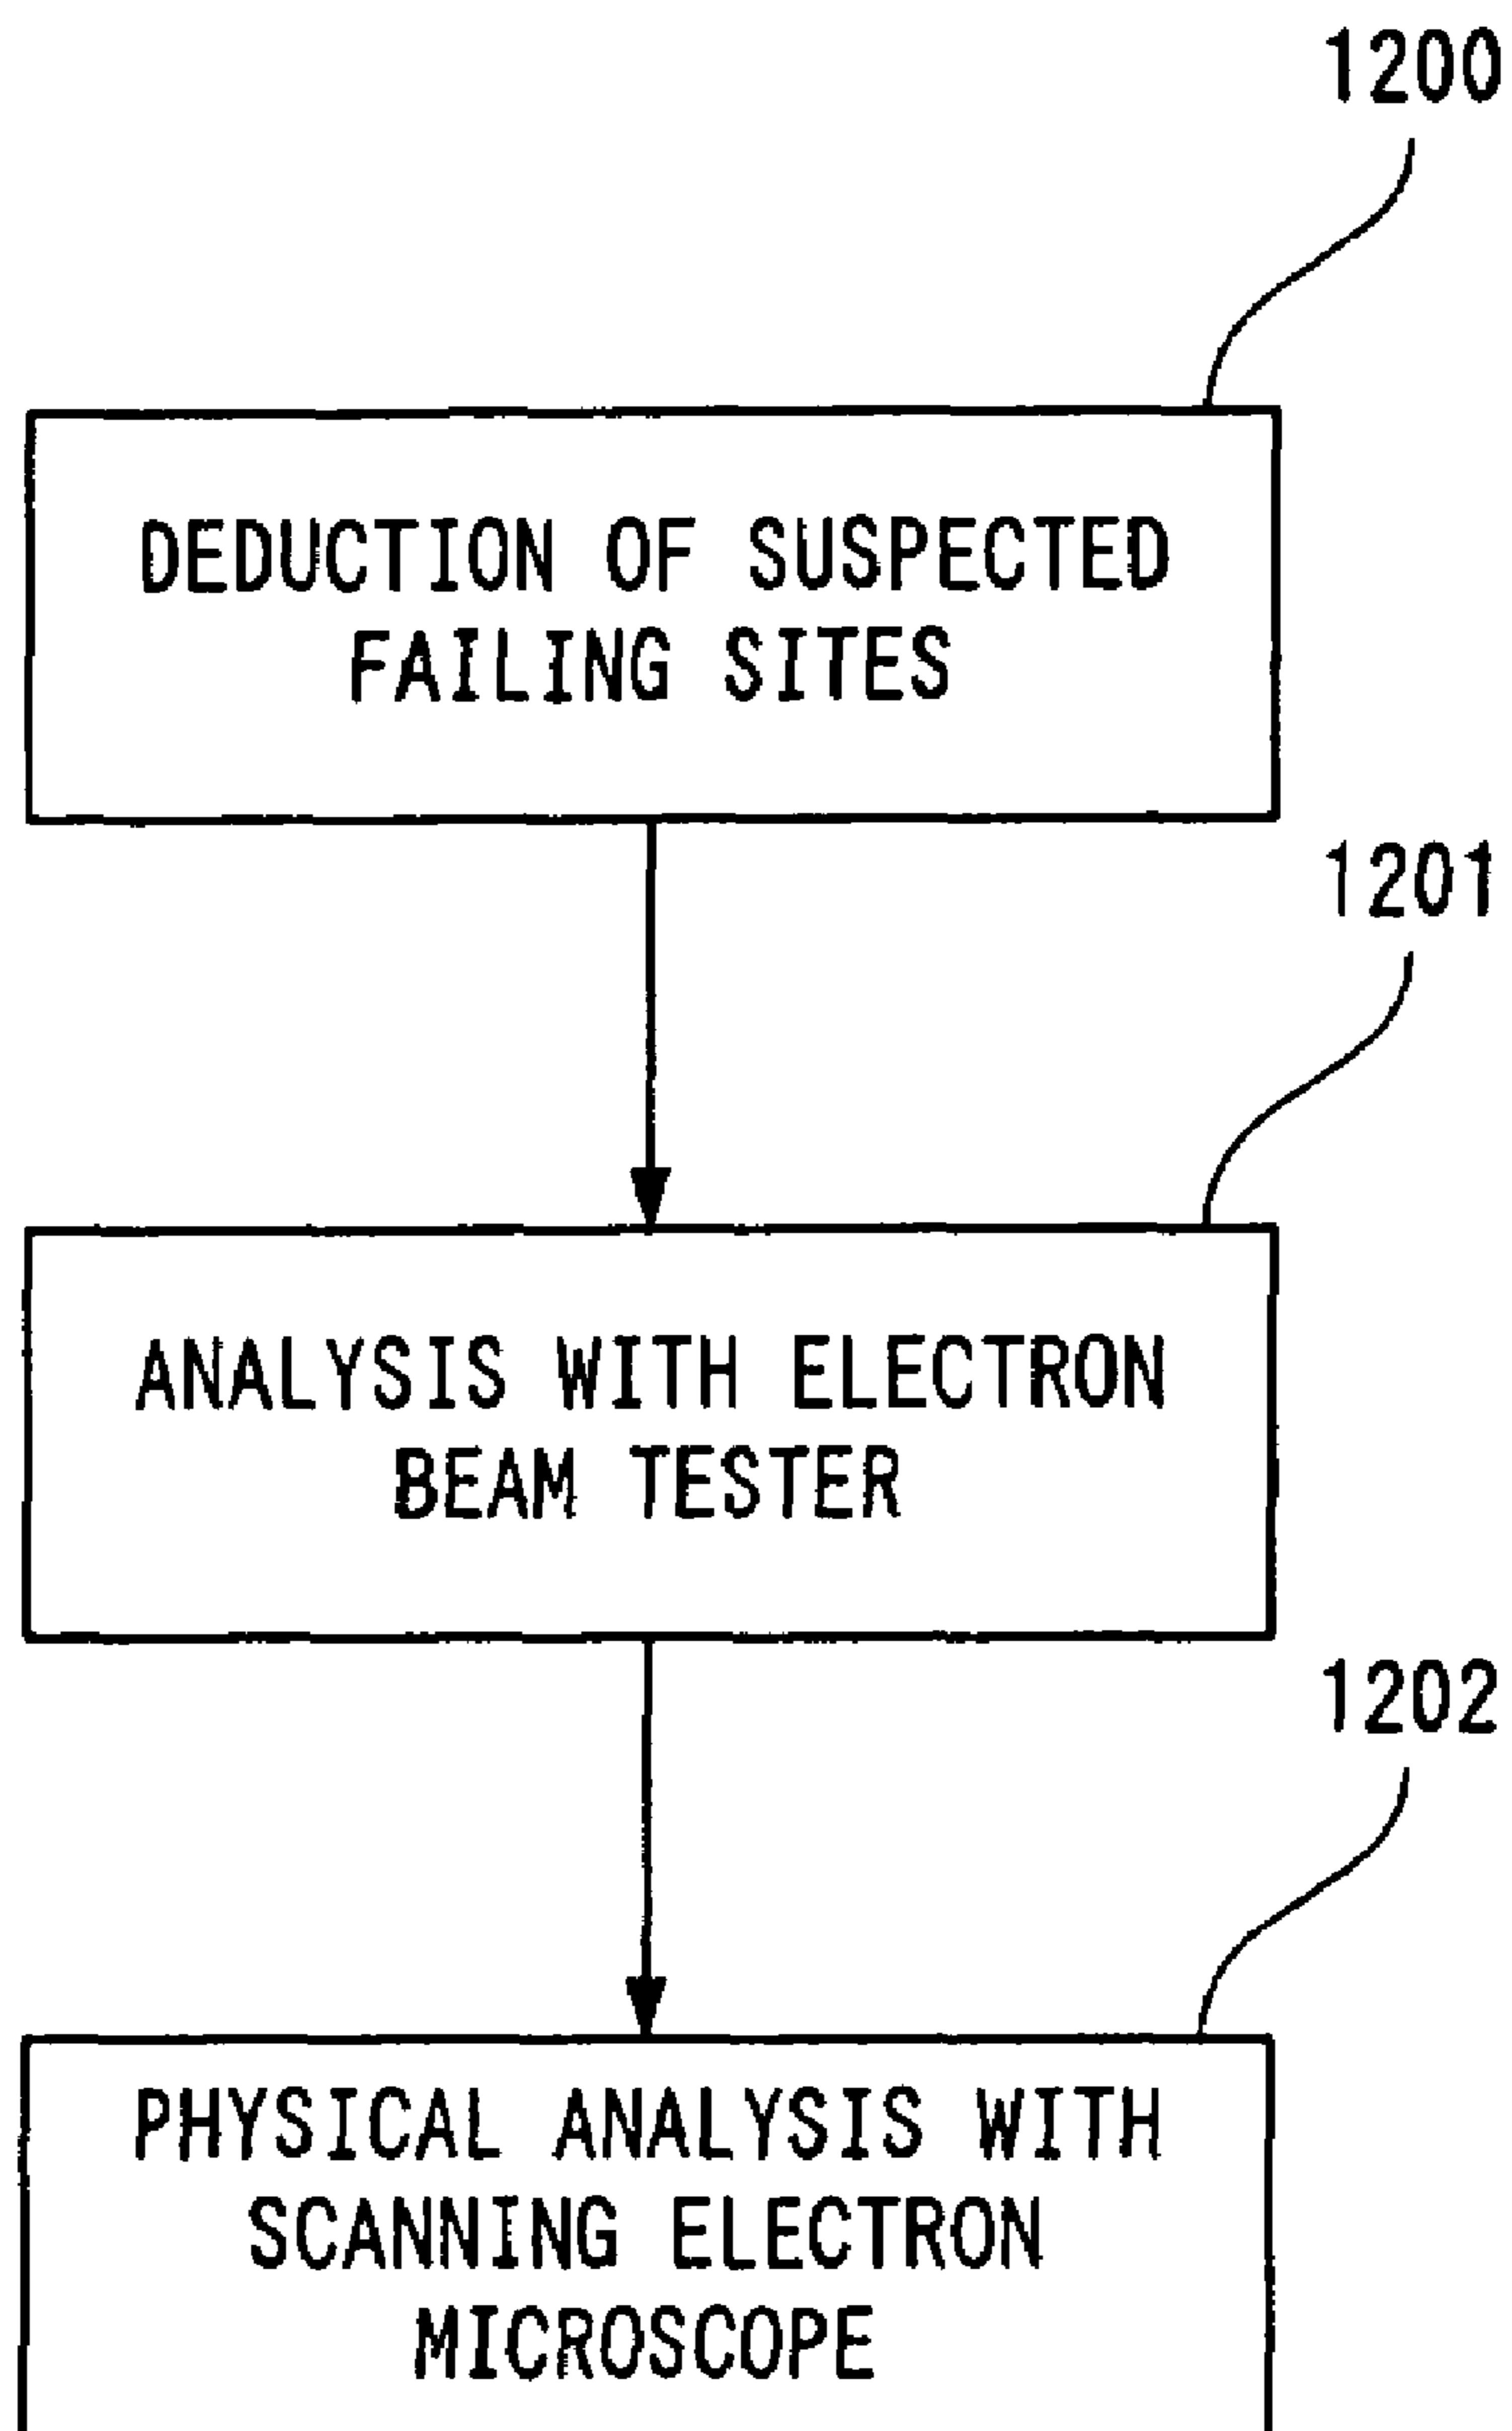 1200
DEDUCTION OF SUSPECTED
FAILING SITES
1201
ANALYSIS WITH ELECTRON
BEAM TESTER
1202
PHYSICAL ANALYSIS WITH
SCANNING ELECTRON
MICROSCOPE